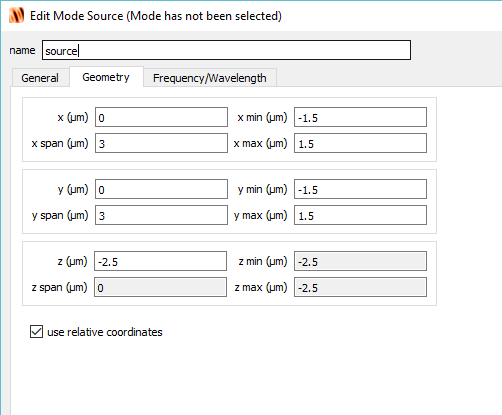 Edit Mode Source (Mode has not been selected)
name source
General Geometry Frequency/Wavelength
x (µm) 0 x min (µm) -1.5
x span (µm) 3 x max (µm) 1.5
y (µm) 0 y min (µm) -1.5
y span (µm) 3 y max (µm) 1.5
z (µm) -2.5 z min (µm) -2.5
z span (µm) 0 z max (µm) -2.5
use relative coordinates